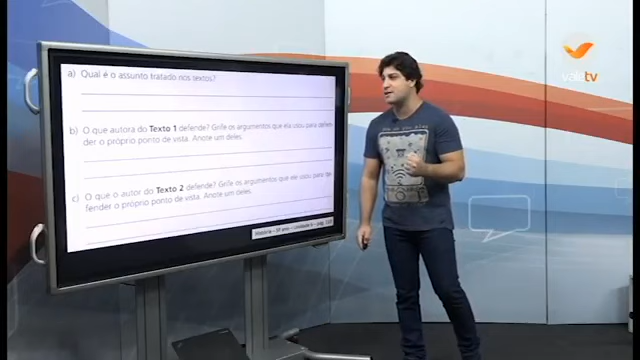 a) Qual é o assunto tratado nos textos?
b) O que autora do Texto 1 defende? Grife os argumentos que ela usou para defen-
der o próprio ponto de vista. Anote um deles.
c) O que o autor do Texto 2 defende? Grife os argumentos que ele usou para de-
fender o próprio ponto de vista. Anote um deles.
tv